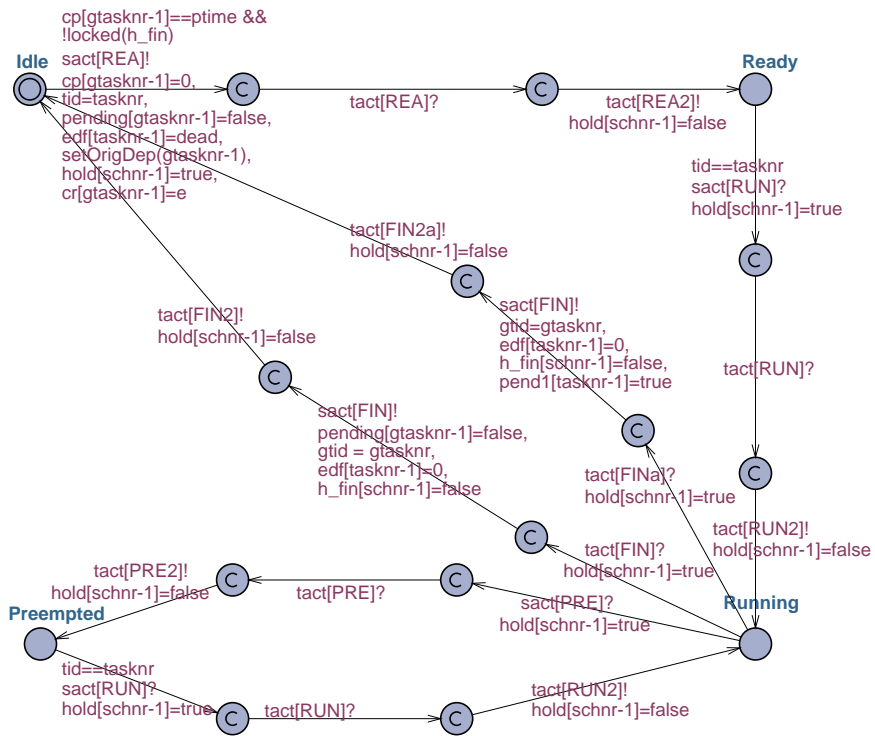 cp[gtasknr-1]==ptime &&
!locked(h_fin)
Idle
sact[REA]!
Ready
cp[gtasknr-1]=0,
tid=tasknr,
pending[gtasknr-1]=false,
edf[tasknr-1]=dead,
setOrigDep(gtasknr-1),
hold[schnr-1]=true,
cr[gtasknr-1]=e
C
tact[REA]?
C
tact[REA2]!
hold[schnr-1]=false
tid==tasknr
sact[RUN]?
hold[schnr-1]=true
C
tact[FIN2a]!
hold[schnr-1]=false
C
tact[FIN2]!
hold[schnr-1]=false
C
sact[FIN]!
gtid=gtasknr,
edf[tasknr-1]=0,
h_fin[schnr-1]=false,
pend1[tasknr-1]=true
C
tact[RUN]?
sact[FIN]!
pending[gtasknr-1]=false,
gtid = gtasknr,
edf[tasknr-1]=0,
h_fin[schnr-1]=false
C
tact[FINa]?
hold[schnr-1]=true
C
tact[RUN2]!
hold[schnr-1]=false
tact[FIN]?
hold[schnr-1]=true
tact[PRE2]!
hold[schnr-1]=false
C
tact[PRE]?
C
sact[PRE]?
hold[schnr-1]=true
Running
Preempted
tid==tasknr
sact[RUN]?
hold[schnr-1]=true
C
tact[RUN]?
C
tact[RUN2]!
hold[schnr-1]=false